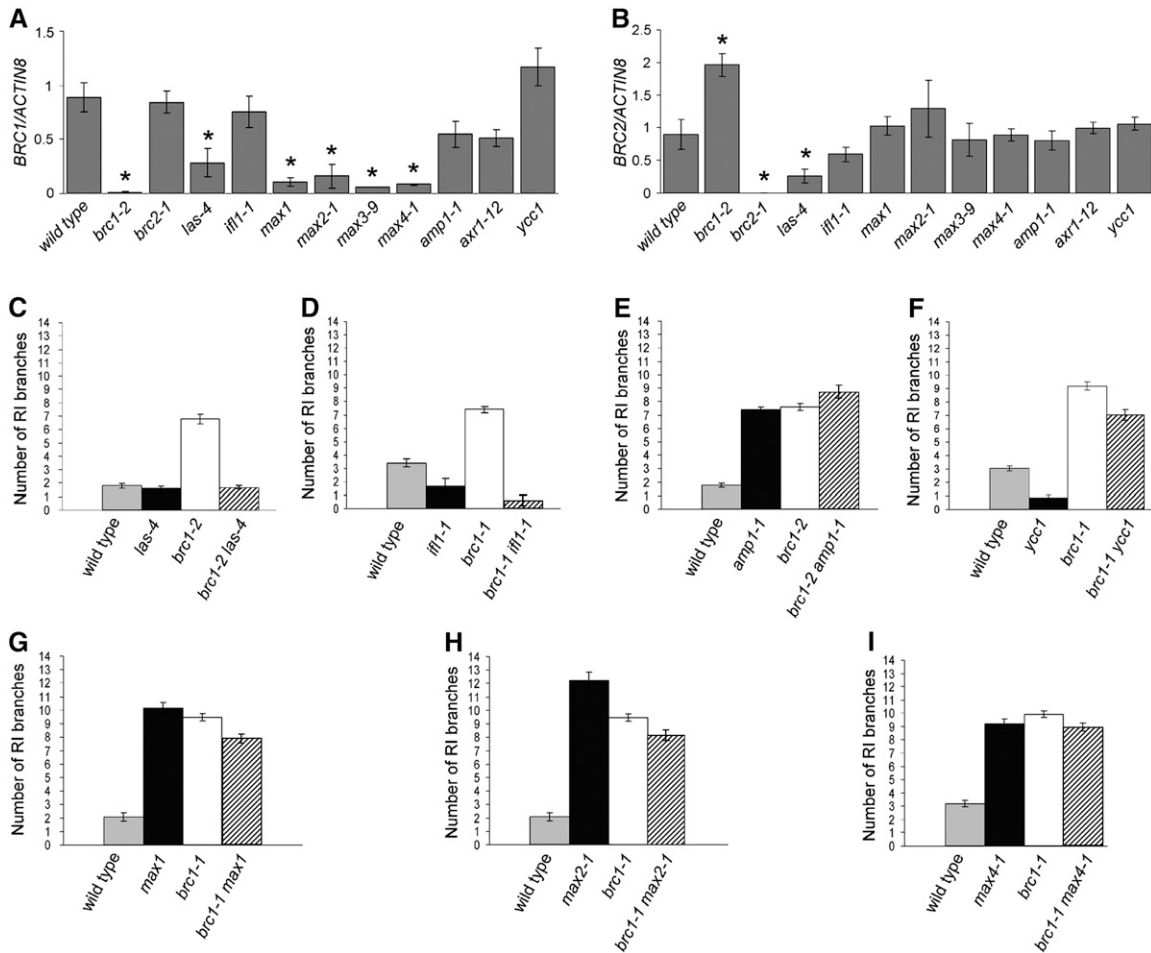 A
BRC1/ACTIN8
1.5
1
0.5
0
*
*
*
*
*
*
wild type
brc1-2
brc2-1
las-4
ifl1-1
max1
max2-1
max3-9
max4-1
amp1-1
axr1-12
ycc1
B
BRC2/ACTIN8
2.5
2
1.5
1
0.5
0
*
*
*
wild type
brc1-2
brc2-1
las-4
ifl1-1
max1
max2-1
max3-9
max4-1
amp1-1
axr1-12
ycc1
C
Number of RI branches
14
13
12
11
10
9
8
7
6
5
4
3
2
1
0
wild type
las-4
brc1-2
brc1-2 las-4
D
Number of RI branches
14
13
12
11
10
9
8
7
6
5
4
3
2
1
0
wild type
ifl1-1
brc1-1
brc1-1 ifl1-1
E
Number of RI branches
14
13
12
11
10
9
8
7
6
5
4
3
2
1
0
wild type
amp1-1
brc1-2
brc1-2 amp1-1
F
Number of RI branches
14
13
12
11
10
9
8
7
6
5
4
3
2
1
0
wild type
ycc1
brc1-1
brc1-1 ycc1
G
Number of RI branches
14
13
12
11
10
9
8
7
6
5
4
3
2
1
0
wild type
max1
brc1-1
brc1-1 max1
H
Number of RI branches
14
13
12
11
10
9
8
7
6
5
4
3
2
1
0
wild type
max2-1
brc1-1
brc1-1 max2-1
I
Number of RI branches
14
13
12
11
10
9
8
7
6
5
4
3
2
1
0
wild type
max4-1
brc1-1
brc1-1 max4-1